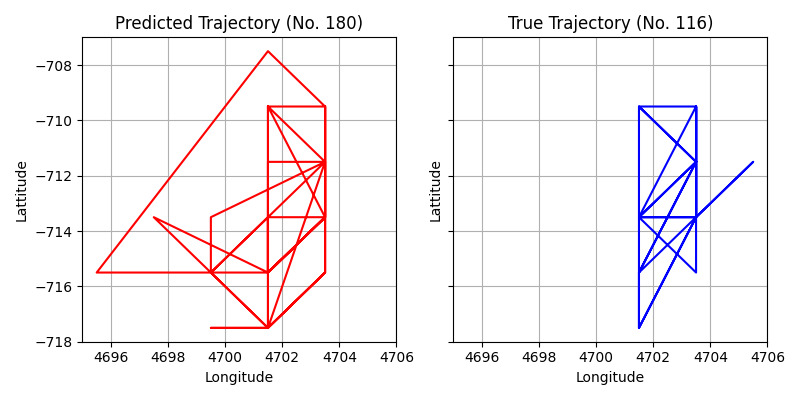 Predicted Trajectory (No. 180)
True Trajectory (No. 116)
Lattitude
−708
−710
−712
−714
−716
−718
Lattitude
4696 4698 4700 4702 4704 4706
4696 4698 4700 4702 4704 4706
Longitude
Longitude